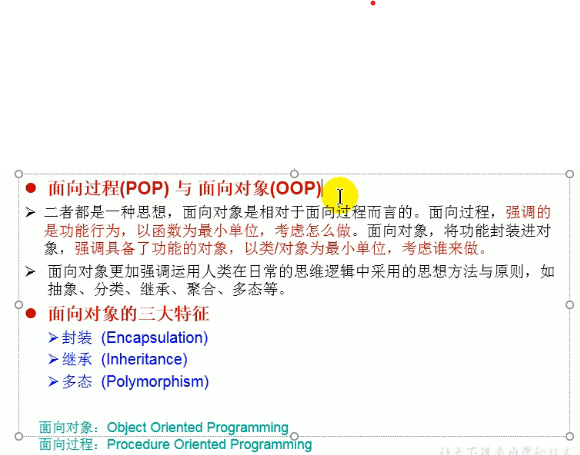 面向过程(POP) 与 面向对象(OOP)
二者都是一种思想，面向对象是相对于面向过程而言的。面向过程，强调的
是功能行为，以函数为最小单位，考虑怎么做。面向对象，将功能封装进对
象，强调具备了功能的对象，以类/对象为最小单位，考虑谁来做。
面向对象更加强调运用人类在日常的思维逻辑中采用的思想方法与原则，如
抽象、分类、继承、聚合、多态等。
面向对象的三大特征
封装 (Encapsulation)
继承 (Inheritance)
多态 (Polymorphism)
面向对象：Object Oriented Programming
面向过程：Procedure Oriented Programming